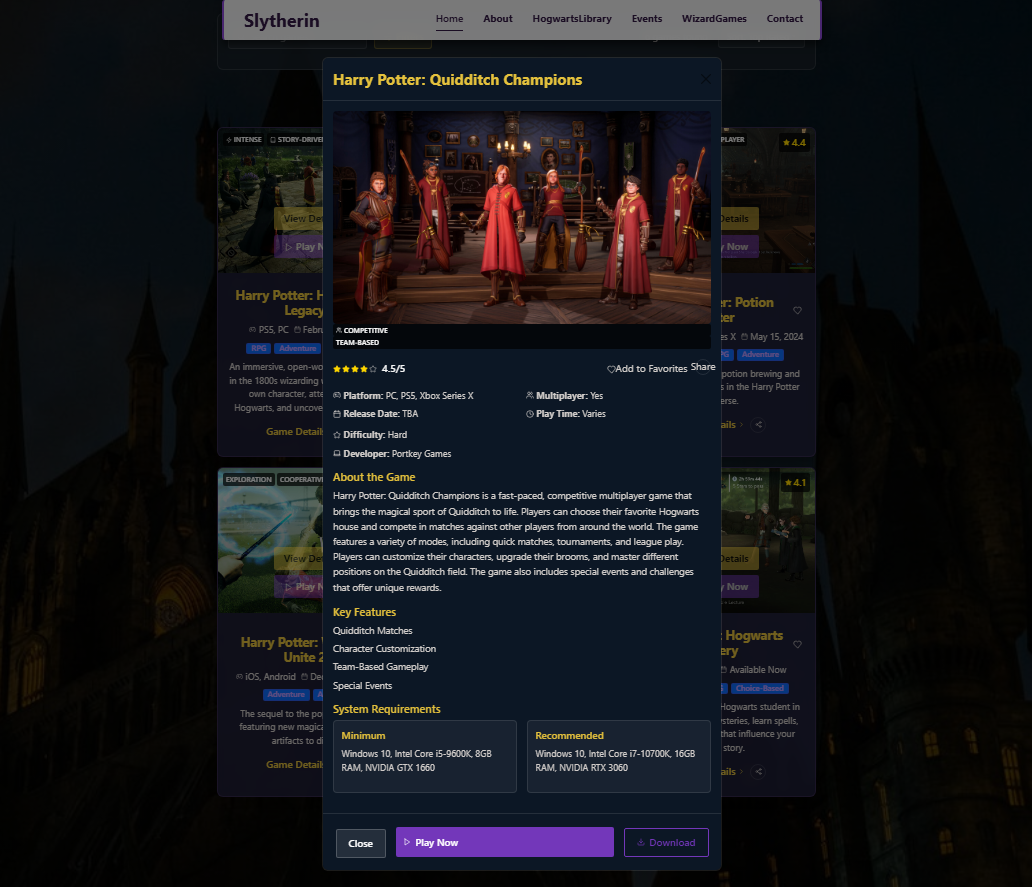 Slytherin
Home About HogwartsLibrary Events WizardGames Contact
Harry Potter: Quidditch Champions
INTENSE STORY-DRIVEN
4.4
COMPETITIVE
TEAM-BASED
4.5/5
Add to Favorites Share
Platform: PC, PS5, Xbox Series X
Multiplayer: Yes
Release Date: TBA
Play Time: Varies
Difficulty: Hard
Developer: Portkey Games
About the Game
Harry Potter: Quidditch Champions is a fast-paced, competitive multiplayer game that
brings the magical sport of Quidditch to life. Players can choose their favorite Hogwarts
house and compete in matches against other players from around the world. The game
features a variety of modes, including quick matches, tournaments, and league play.
Players can customize their characters, upgrade their brooms, and master different
positions on the Quidditch field. The game also includes special events and challenges
that offer unique rewards.
Key Features
Quidditch Matches
Character Customization
Team-Based Gameplay
Special Events
System Requirements
Minimum
Windows 10, Intel Core i5-9600K, 8GB
RAM, NVIDIA GTX 1660
Recommended
Windows 10, Intel Core i7-10700K, 16GB
RAM, NVIDIA RTX 3060
Close
Play Now
Download
View Det
Play N
Harry Potter: H
Legacy
PS5, PC Febru
RPG Adventure
An immersive, open-wo
in the 1800s wizarding
own character, atte
Hogwarts, and uncove
Game Details
EXPLORATION COOPERATIV
View Det
Play N
Harry Potter:
Unite 2
iOS, Android De
Adventure A
The sequel to the po
featuring new magica
artifacts to di
Game Details
PLAYER
Details
y Now
er: Potion
ter
es X May 15, 2024
PG Adventure
potion brewing and
s in the Harry Potter
erse.
ails
4.1
Details
y Now
: Hogwarts
ery
Available Now
Choice-Based
Hogwarts student in
steries, learn spells,
that influence your
story.
ails